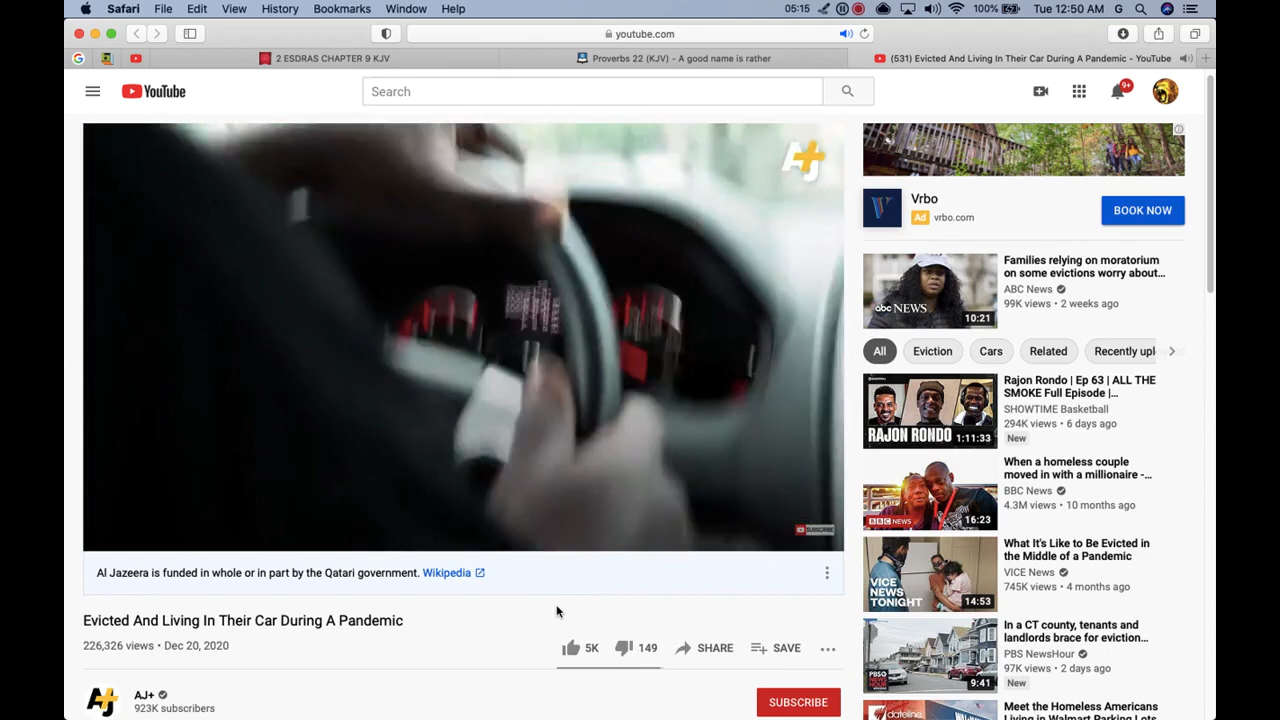 Safari File Edit View History Bookmarks Window Help 05:15 100% Tue 12:50 AM G
youtube.com
2 ESDRAS CHAPTER 9 KJV
Proverbs 22 (KJV) - A good name is rather
(531) Evicted And Living In Their Car During A Pandemic - YouTube
YouTube
Search
9+
Vrbo
Ad vrbo.com
BOOK NOW
abc NEWS
10:21
Families relying on moratorium
on some evictions worry about...
ABC News
99K views • 2 weeks ago
All Eviction Cars Related Recently upl
RAJON RONDO
1:11:33
Rajon Rondo | Ep 63 | ALL THE
SMOKE Full Episode |...
SHOWTIME Basketball
294K views • 6 days ago
New
BBC NEWS
16:23
When a homeless couple
moved in with a millionaire -...
BBC News
4.3M views • 10 months ago
SUBSCRIBE
VICE
NEWS
TONIGHT
14:53
What It's Like to Be Evicted in
the Middle of a Pandemic
VICE News
745K views • 4 months ago
Al Jazeera is funded in whole or in part by the Qatari government. Wikipedia
Evicted And Living In Their Car During A Pandemic
226,326 views • Dec 20, 2020
5K 149 SHARE SAVE
AJ+
923K subscribers
SUBSCRIBE
9:41
In a CT county, tenants and
landlords brace for eviction...
PBS NewsHour
97K views • 2 days ago
New
dateline
Meet the Homeless Americans
Living in Walmart Parking Lots